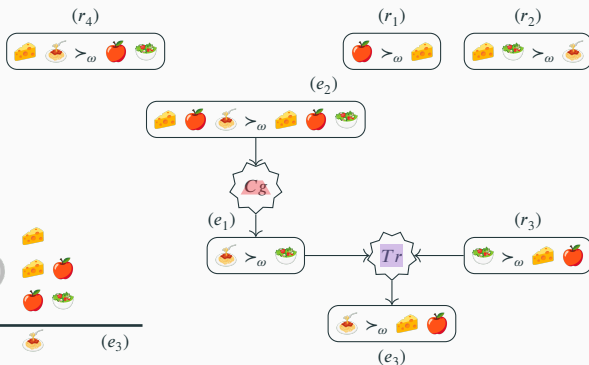 (r₄) (r₁) (r₂)
🧀 🍝 ≻ω 🍎 🥗 🍎 ≻ω 🧀 🧀 🥗 ≻ω 🍝
(e₂)
🧀 🍎 🍝 ≻ω 🧀 🍎 🥗
Cg
(e₁) (r₃)
🍝 ≻ω 🥗 Tr 🥗 ≻ω 🧀 🍎
🧀
🧀 🍎
🍎 🥗
🍝 (e₃)
🍝 ≻ω 🧀 🍎
(e₃)